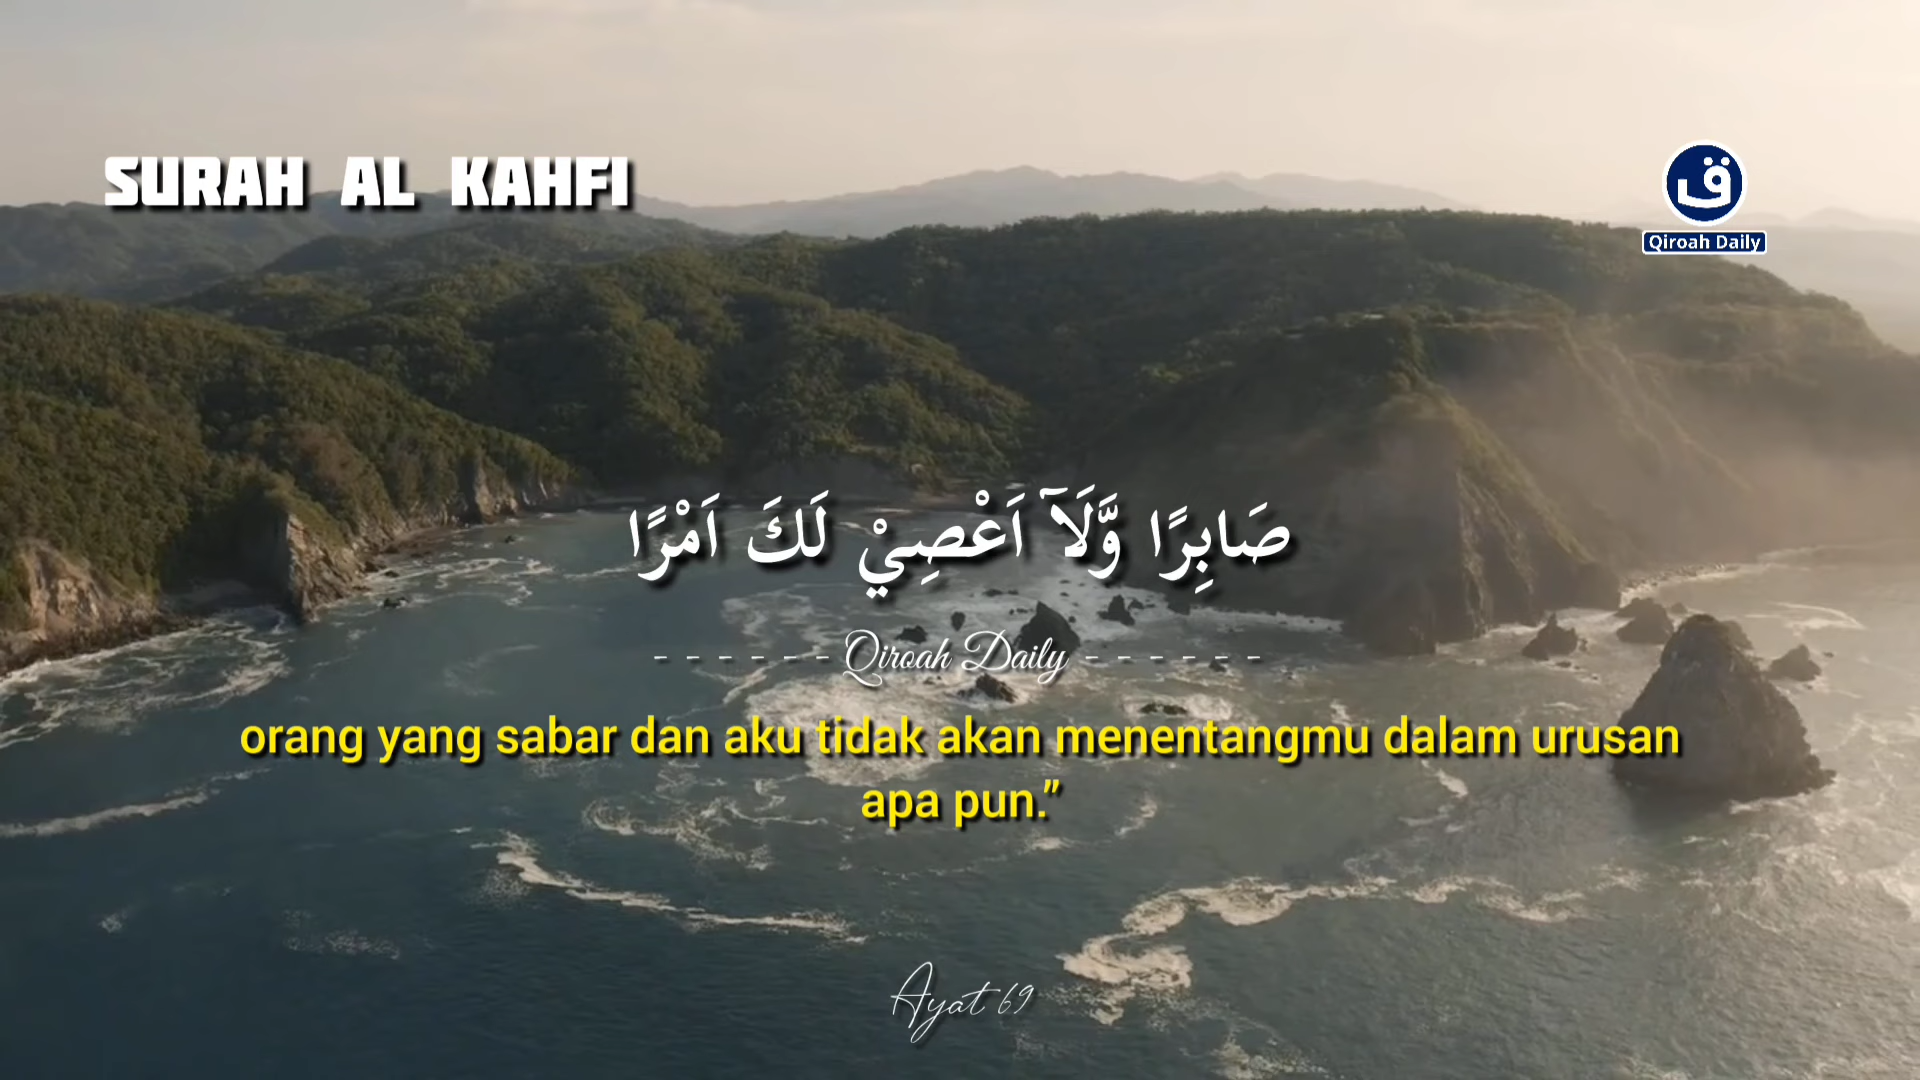 SURAH AL KAHFI
ق
Qiroah Daily
صَابِرًا وَّلَآ اَعْصِيْ لَكَ اَمْرًا
- - - - - - Qiroah Daily - - - - - -
orang yang sabar dan aku tidak akan menentangmu dalam urusan
apa pun.”
Ayat 69